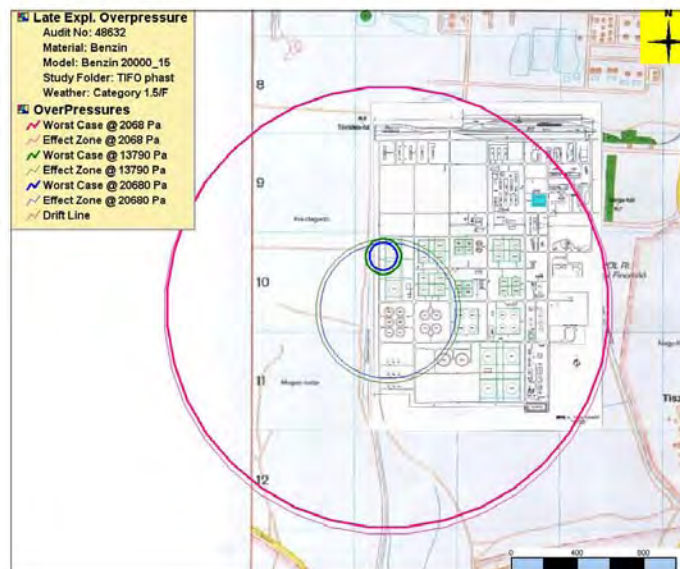 Late Expl. Overpressure
Audit No: 48632
Material: Benzin
Model: Benzin 20000_15
Study Folder: TIFO phast
Weather: Category 1.5/F
OverPressures
Worst Case @ 2068 Pa
Effect Zone @ 2068 Pa
Worst Case @ 13790 Pa
Effect Zone @ 13790 Pa
Worst Case @ 20680 Pa
Effect Zone @ 20680 Pa
Drift Line
N
8
9
10
11
12
Tisz
0
400
800